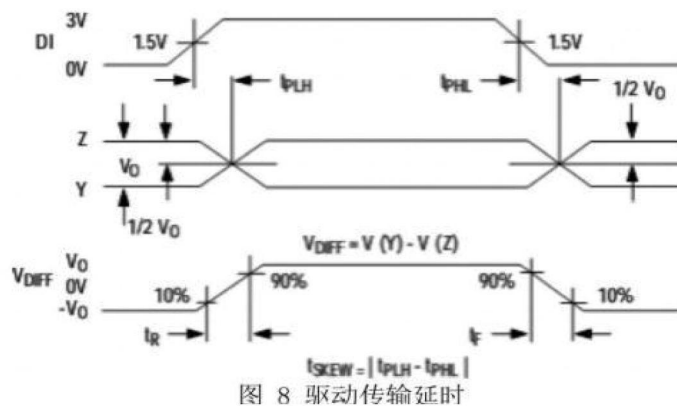 3V
DI
1.5V
1.5V
0V
tPLH
tPHL
1/2 VO
Z
VO
Y
1/2 VO
VDIFF = V (Y) - V (Z)
VO
VDIFF 0V
-VO
10%
90%
90%
10%
tR
tF
tSKEW = | tPLH - tPHL |
图 8 驱动传输延时